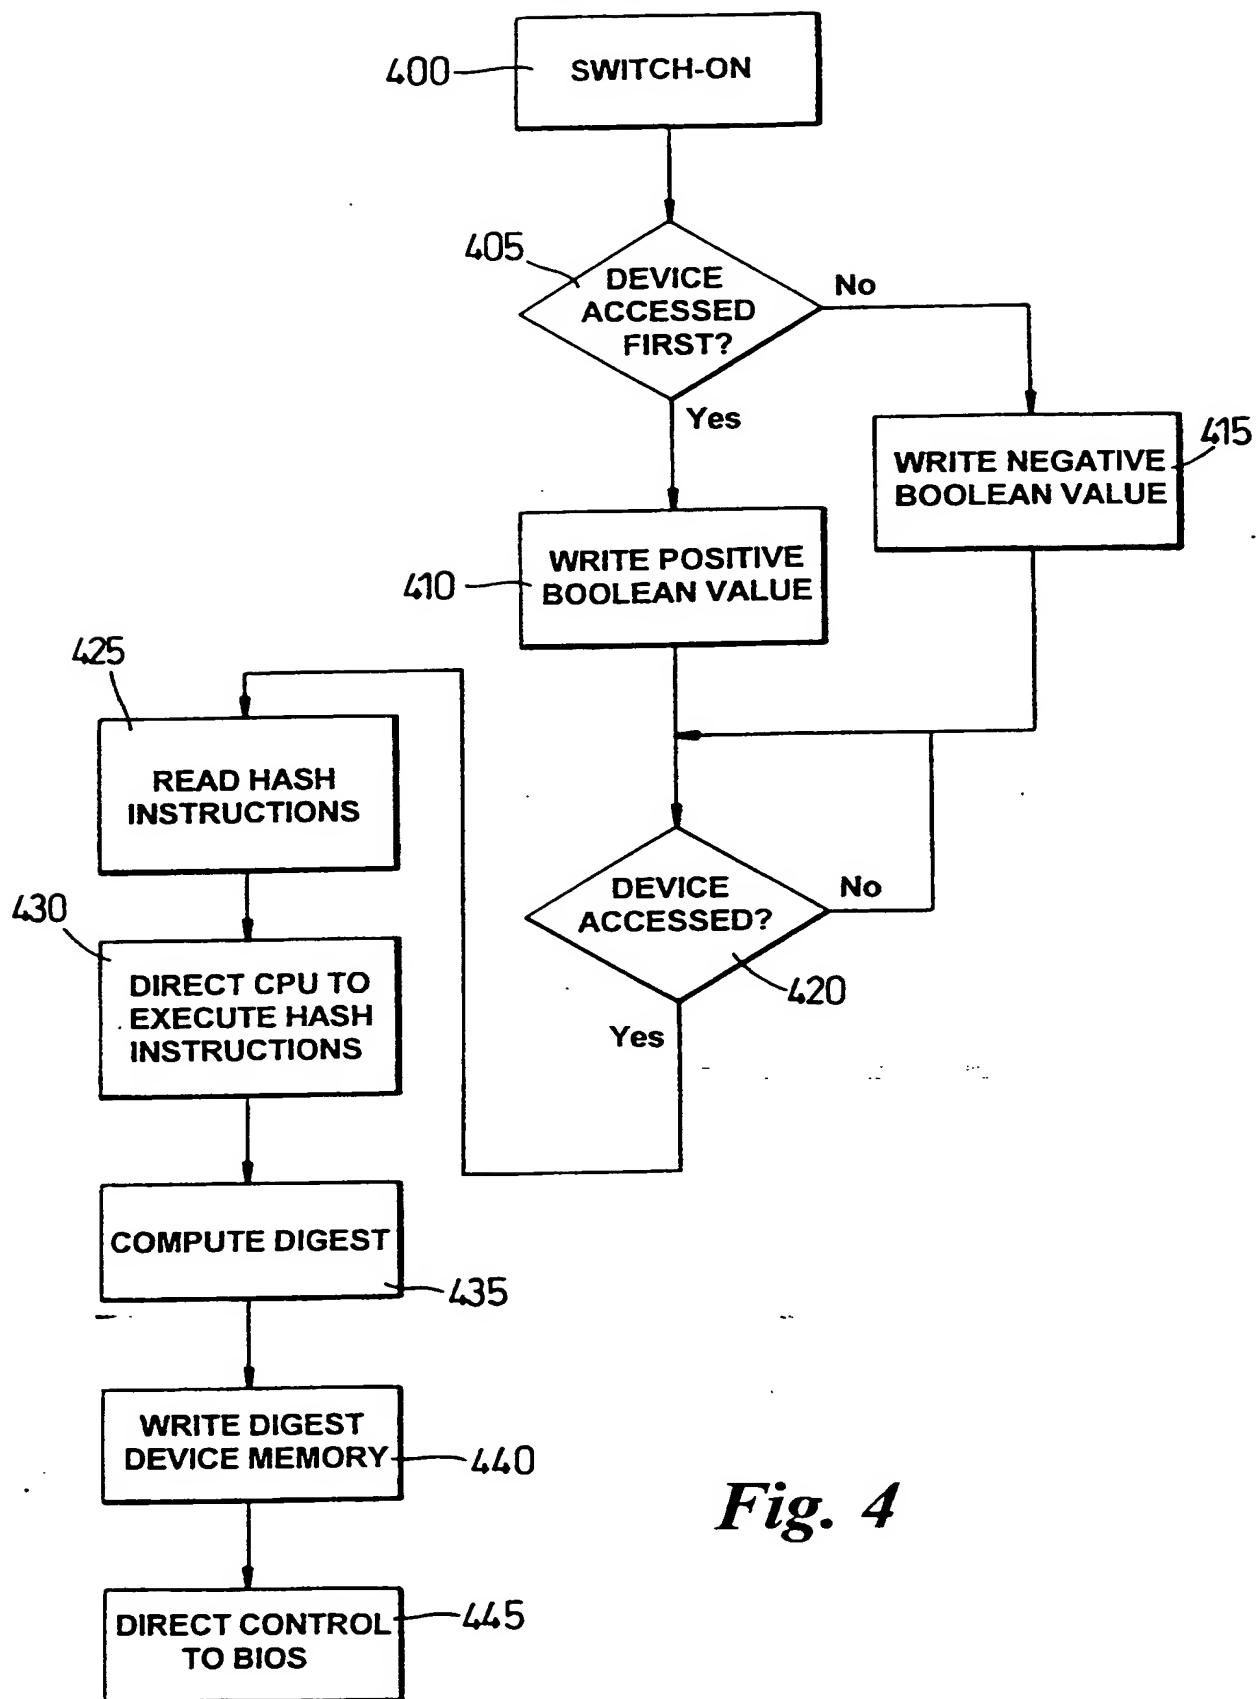 400
SWITCH-ON
405
DEVICE
ACCESSED
FIRST?
No
Yes
WRITE NEGATIVE
BOOLEAN VALUE
415
WRITE POSITIVE
BOOLEAN VALUE
410
425
READ HASH
INSTRUCTIONS
DEVICE
ACCESSED?
No
420
Yes
430
DIRECT CPU TO
EXECUTE HASH
INSTRUCTIONS
COMPUTE DIGEST
435
WRITE DIGEST
DEVICE MEMORY
440
DIRECT CONTROL
TO BIOS
445
Fig. 4